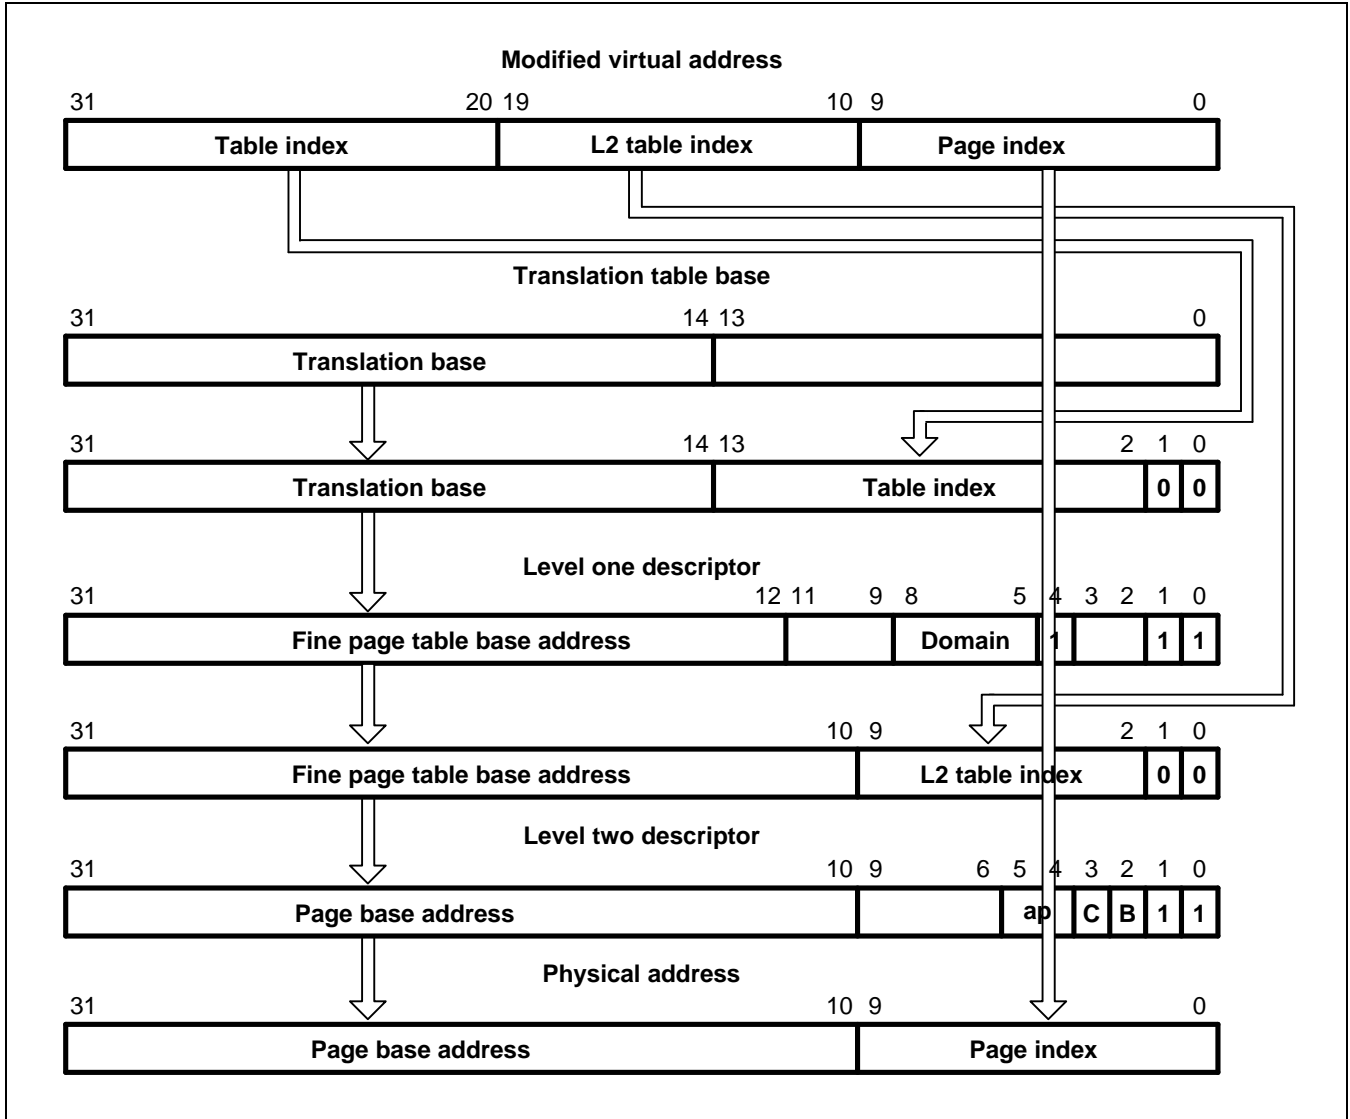 Modified virtual address
31 20 19 10 9 0
Table index L2 table index Page index
Translation table base
31 14 13 0
Translation base
31 14 13 2 1 0
Translation base Table index 0 0
Level one descriptor
31 12 11 9 8 5 4 3 2 1 0
Fine page table base address Domain 1 1 1
31 10 9 2 1 0
Fine page table base address L2 table index 0 0
Level two descriptor
31 10 9 6 5 4 3 2 1 0
Page base address ap C B 1 1
Physical address
31 10 9 0
Page base address Page index